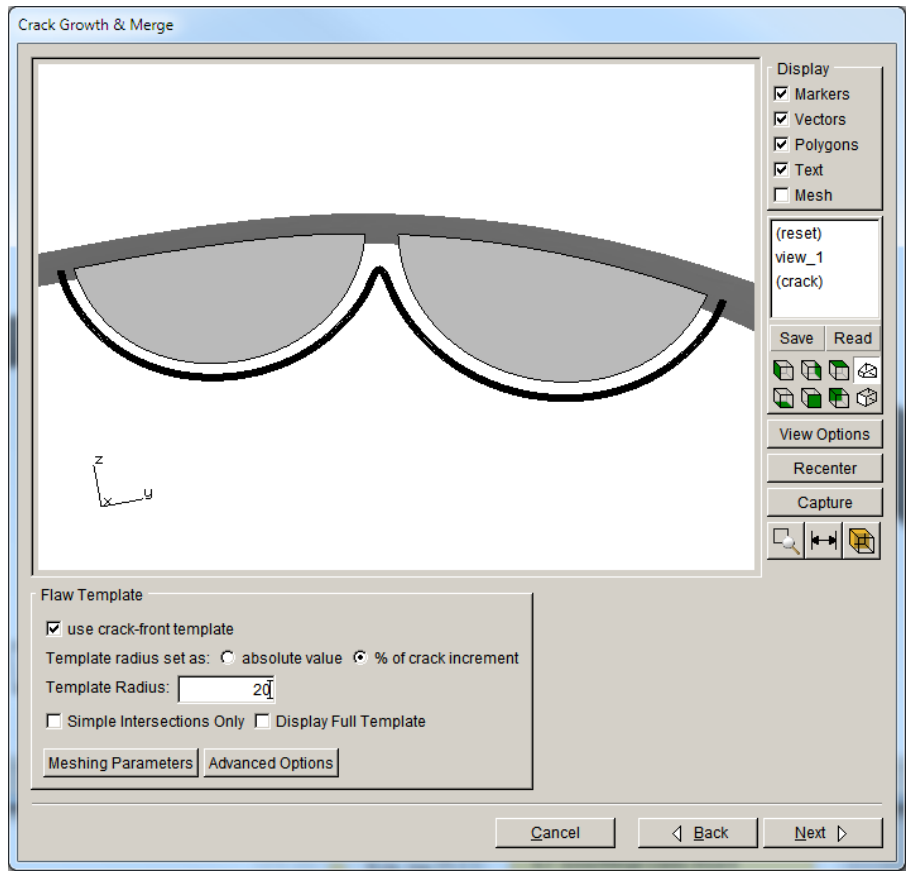 Crack Growth & Merge
Display
Markers
Vectors
Polygons
Text
Mesh
(reset)
view_1
(crack)
Save Read
View Options
Recenter
Capture
z
x
y
Flaw Template
use crack-front template
Template radius set as: absolute value % of crack increment
Template Radius: 20
Simple Intersections Only Display Full Template
Meshing Parameters Advanced Options
Cancel Back Next